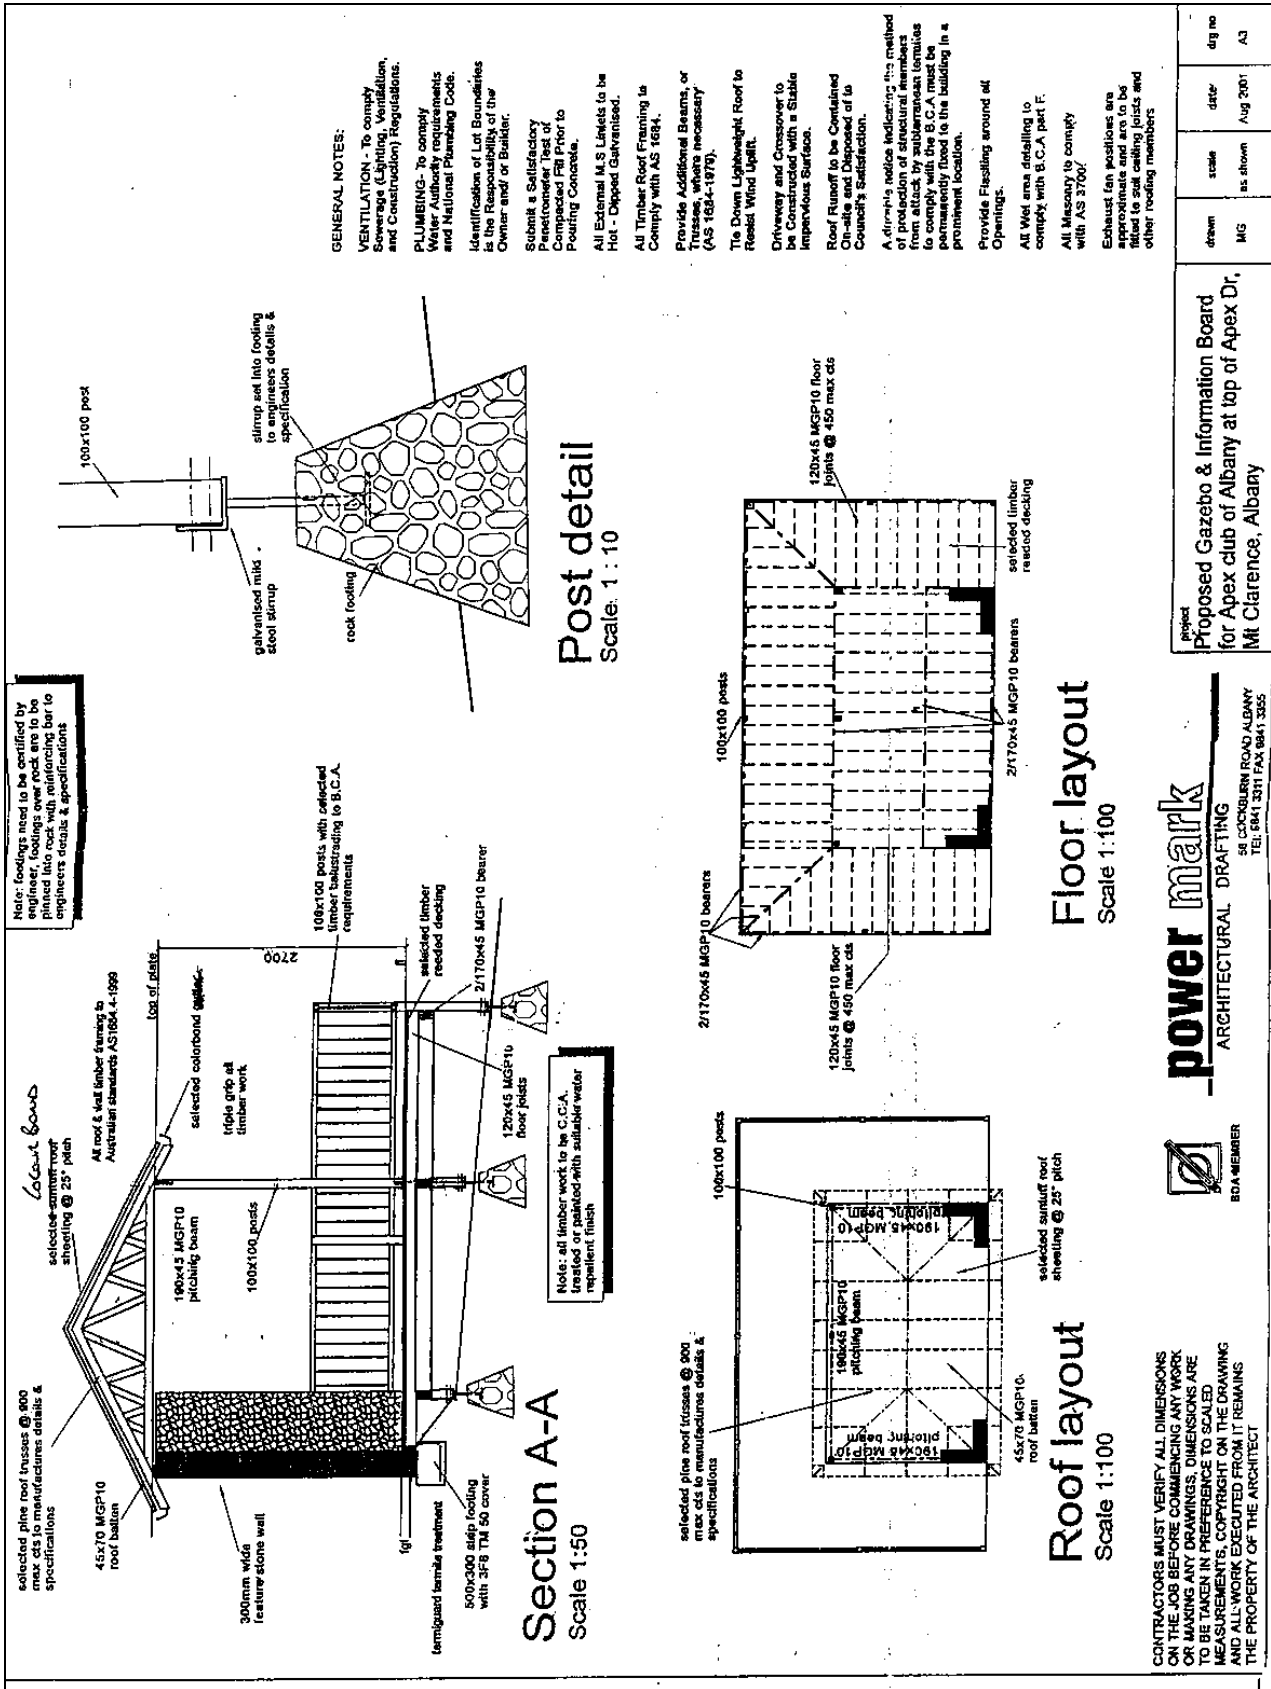 selected pine roof trusses @ 900
max cts to manufactures details &
specifications
45x70 MGP10
roof batten
300mm wide
feature stone wall
termiguard termite treatment
500x300 strip footing
with 3F8 TM 50 cover
fgl
selected suntuff roof
sheeting @ 25° pitch
190x45 MGP10
pitching beam
100x100 posts
All roof & wall timber framing to
Australian standards AS1684.4-1999
selected colorbond
triple grip all
timber work
top of plate
2700
100x100 posts with selected
timber balustrading to B.C.A.
requirements
selected timber
reeded decking
2/170x45 MGP10 bearer
120x45 MGP10
floor joists
Note: all timber work to be C.C.A.
treated or painted with suitable water
repellent finish
Section A-A
Scale 1:50
Note: footings need to be certified by
engineer, footings over rock are to be
pinned into rock with reinforcing bar to
engineers details & specifications
100x100 post
galvanised mild
steel stirrup
stirrup set into footing
to engineers details &
specification
rock footing
Post detail
Scale: 1 : 10
GENERAL NOTES:
VENTILATION - To comply
Sewerage (Lighting, Ventilation,
and Construction) Regulations.
PLUMBING- To comply
Water Authority requirements
and National Plumbing Code.
Identification of Lot Boundaries
is the Responsibility of the
Owner and/ or Builder.
Submit a Satisfactory
Penetrometer Test of
Compacted Fill Prior to
Pouring Concrete.
All External M.S Lintels to be
Hot - Dipped Galvanised.
All Timber Roof Framing to
Comply with AS 1684.
Provide Additional Beams, or
Trusses, where necessary
(AS 1684-1979).
Tie Down Lightweight Roof to
Resist Wind Uplift.
Driveway and Crossover to
be Constructed with a Stable
Impervious Surface.
Roof Runoff to be Contained
On-site and Disposed of to
Council's Satisfaction.
A durable notice indicating the method
of protection of structural members
from attack by subterranean termites
to comply with the B.C.A must be
permanently fixed to the building in a
prominent location.
Provide Flashing around all
Openings.
All Wet area detailing to
comply with B.C.A part F.
All Masonry to comply
with AS 3700/
Exhaust fan positions are
approximate and are to be
fitted to suit ceiling joists and
other roofing members
selected pine roof trusses @ 900
max cts to manufactures details &
specifications
100x100 posts
190x45 MGP10
pitching beam
190x45 MGP10
pitching beam
190x45 MGP10
pitching beam
45x70 MGP10
roof batten
selected suntuff roof
sheeting @ 25° pitch
Roof layout
Scale 1:100
2/170x45 MGP10 bearers
100x100 posts
120x45 MGP10 floor
joints @ 450 max cts
120x45 MGP10 floor
joints @ 450 max cts
selected timber
reeded decking
2/170x45 MGP10 bearers
Floor layout
Scale 1:100
CONTRACTORS MUST VERIFY ALL DIMENSIONS
ON THE JOB BEFORE COMMENCING ANY WORK
OR MAKING ANY DRAWINGS, DIMENSIONS ARE
TO BE TAKEN IN PREFERENCE TO SCALED
MEASUREMENTS, COPYRIGHT ON THE DRAWING
AND ALL WORK EXECUTED FROM IT REMAINS
THE PROPERTY OF THE ARCHITECT
BDA MEMBER
power mark
ARCHITECTURAL DRAFTING
58 COCKBURN ROAD ALBANY
TEL: 9841 3311 FAX 9841 3355
project
Proposed Gazebo & Information Board
for Apex club of Albany at top of Apex Dr,
Mt Clarence, Albany
drawn
MG
scale
as shown
date
Aug 2001
drg no
A3